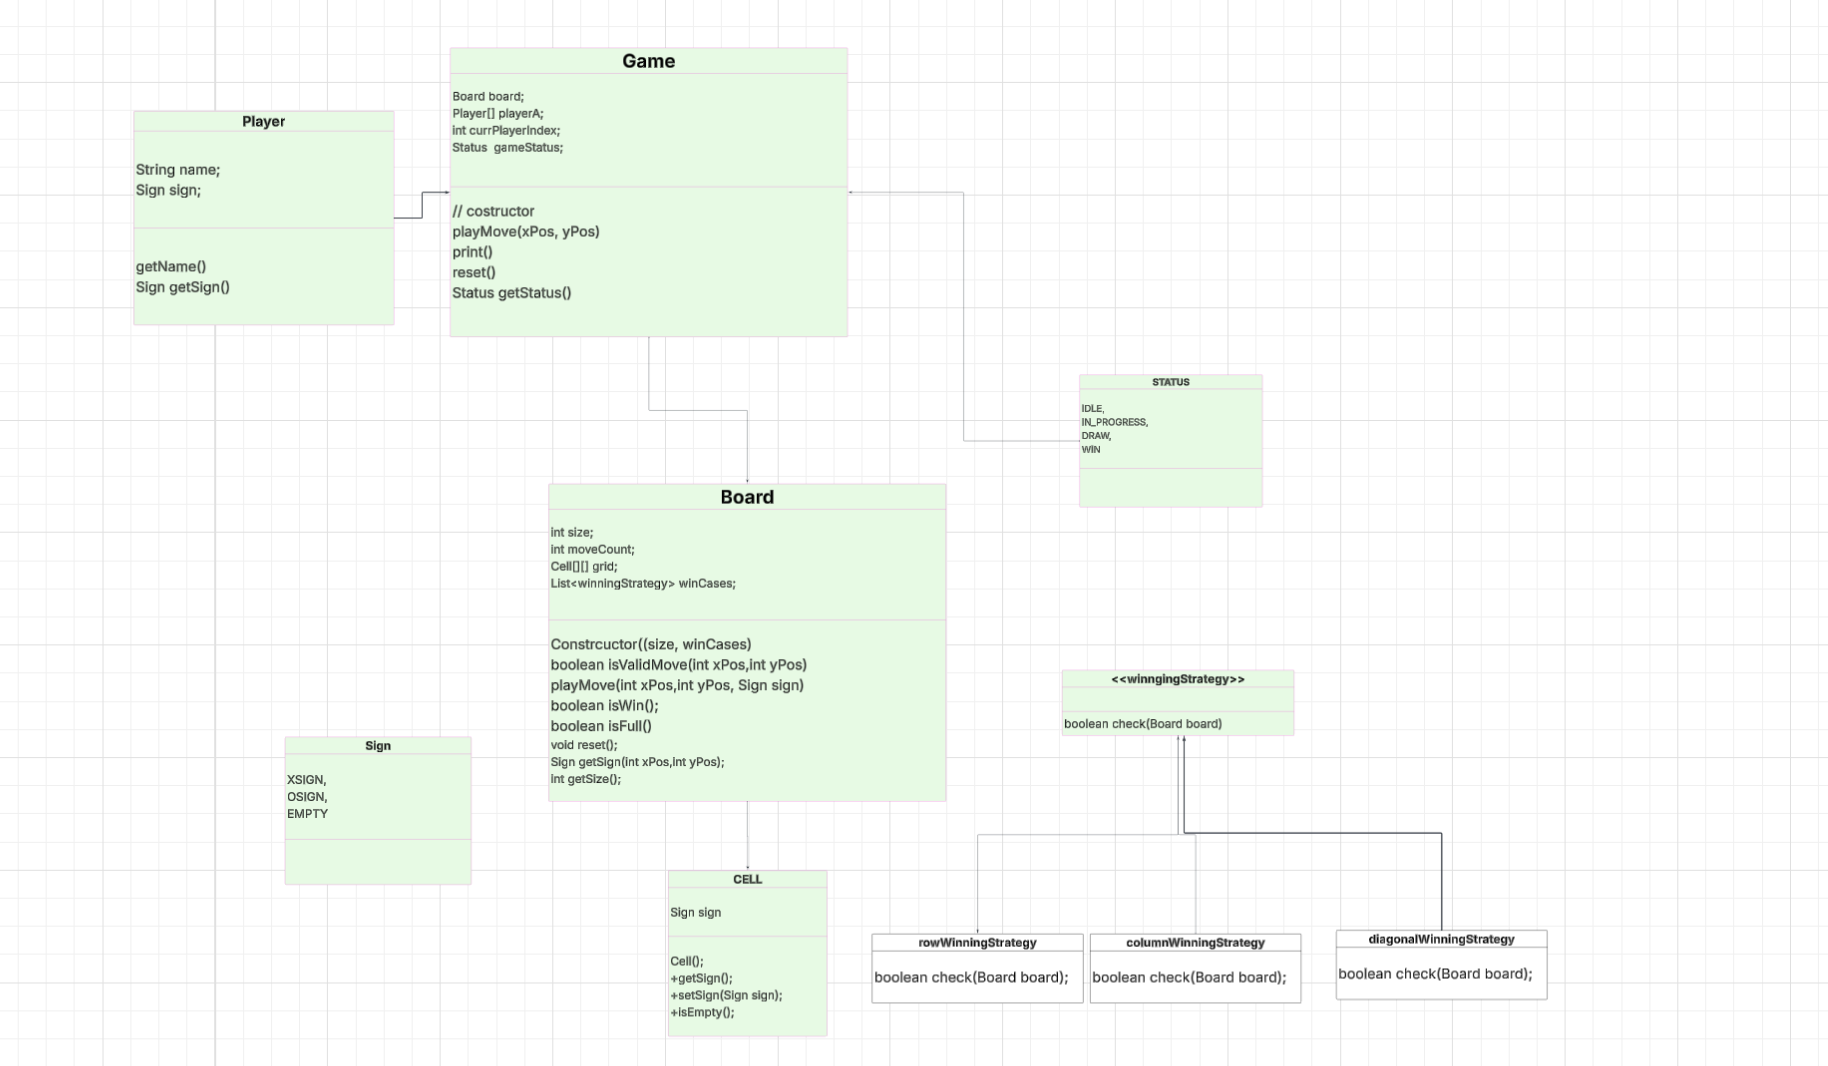 Game
Board board;
Player[] playerA;
int currPlayerIndex;
Status  gameStatus;
// costructor
playMove(xPos, yPos)
print()
reset()
Status getStatus()
Player
String name;
Sign sign;
getName()
Sign getSign()
STATUS
IDLE,
IN_PROGRESS,
DRAW,
WIN
Board
int size;
int moveCount;
Cell[][] grid;
List<winningStrategy> winCases;
Constrcuctor((size, winCases)
boolean isValidMove(int xPos,int yPos)
playMove(int xPos,int yPos, Sign sign)
boolean isWin();
boolean isFull()
void reset();
Sign getSign(int xPos,int yPos);
int getSize();
<<winngingStrategy>>
boolean check(Board board)
Sign
XSIGN,
OSIGN,
EMPTY
CELL
Sign sign
Cell();
+getSign();
+setSign(Sign sign);
+isEmpty();
rowWinningStrategy
boolean check(Board board);
columnWinningStrategy
boolean check(Board board);
diagonalWinningStrategy
boolean check(Board board);